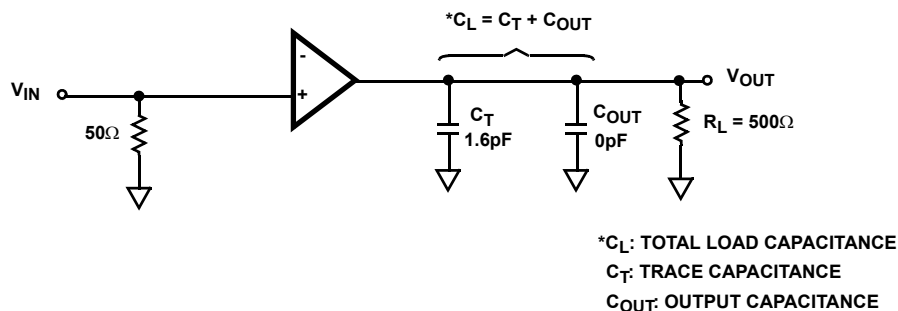 *CL = CT + COUT
VIN
50Ω
-
+
CT
1.6pF
COUT
0pF
VOUT
RL = 500Ω
*CL: TOTAL LOAD CAPACITANCE
CT: TRACE CAPACITANCE
COUT: OUTPUT CAPACITANCE